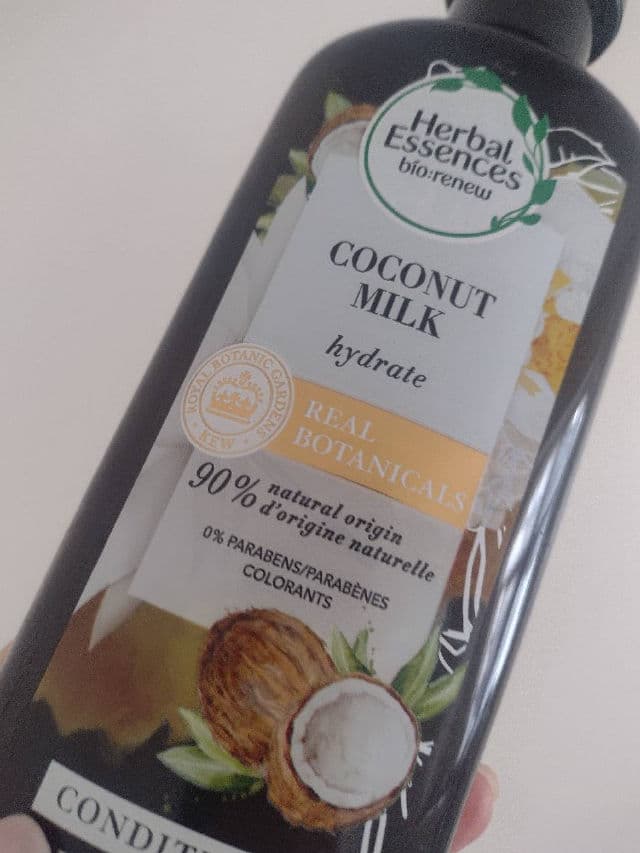 Herbal
Essences
bío:renew
COCONUT
MILK
hydrate
ROYAL BOTANIC GARDENS
KEW
REAL
BOTANICALS
90% natural origin
d'origine naturelle
0% PARABENS/PARABÈNES
COLORANTS